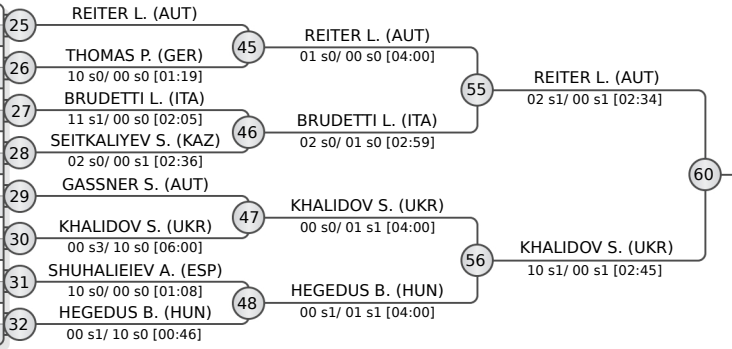 25
REITER L. (AUT)
26
THOMAS P. (GER)
10 s0/ 00 s0 [01:19]
27
BRUDETTI L. (ITA)
11 s1/ 00 s0 [02:05]
28
SEITKALIYEV S. (KAZ)
02 s0/ 00 s1 [02:36]
29
GASSNER S. (AUT)
30
KHALIDOV S. (UKR)
00 s3/ 10 s0 [06:00]
31
SHUHALIEIEV A. (ESP)
10 s0/ 00 s0 [01:08]
32
HEGEDUS B. (HUN)
00 s1/ 10 s0 [00:46]
45
REITER L. (AUT)
01 s0/ 00 s0 [04:00]
46
BRUDETTI L. (ITA)
02 s0/ 01 s0 [02:59]
47
KHALIDOV S. (UKR)
00 s0/ 01 s1 [04:00]
48
HEGEDUS B. (HUN)
00 s1/ 01 s1 [04:00]
55
REITER L. (AUT)
02 s1/ 00 s1 [02:34]
56
KHALIDOV S. (UKR)
10 s1/ 00 s1 [02:45]
60